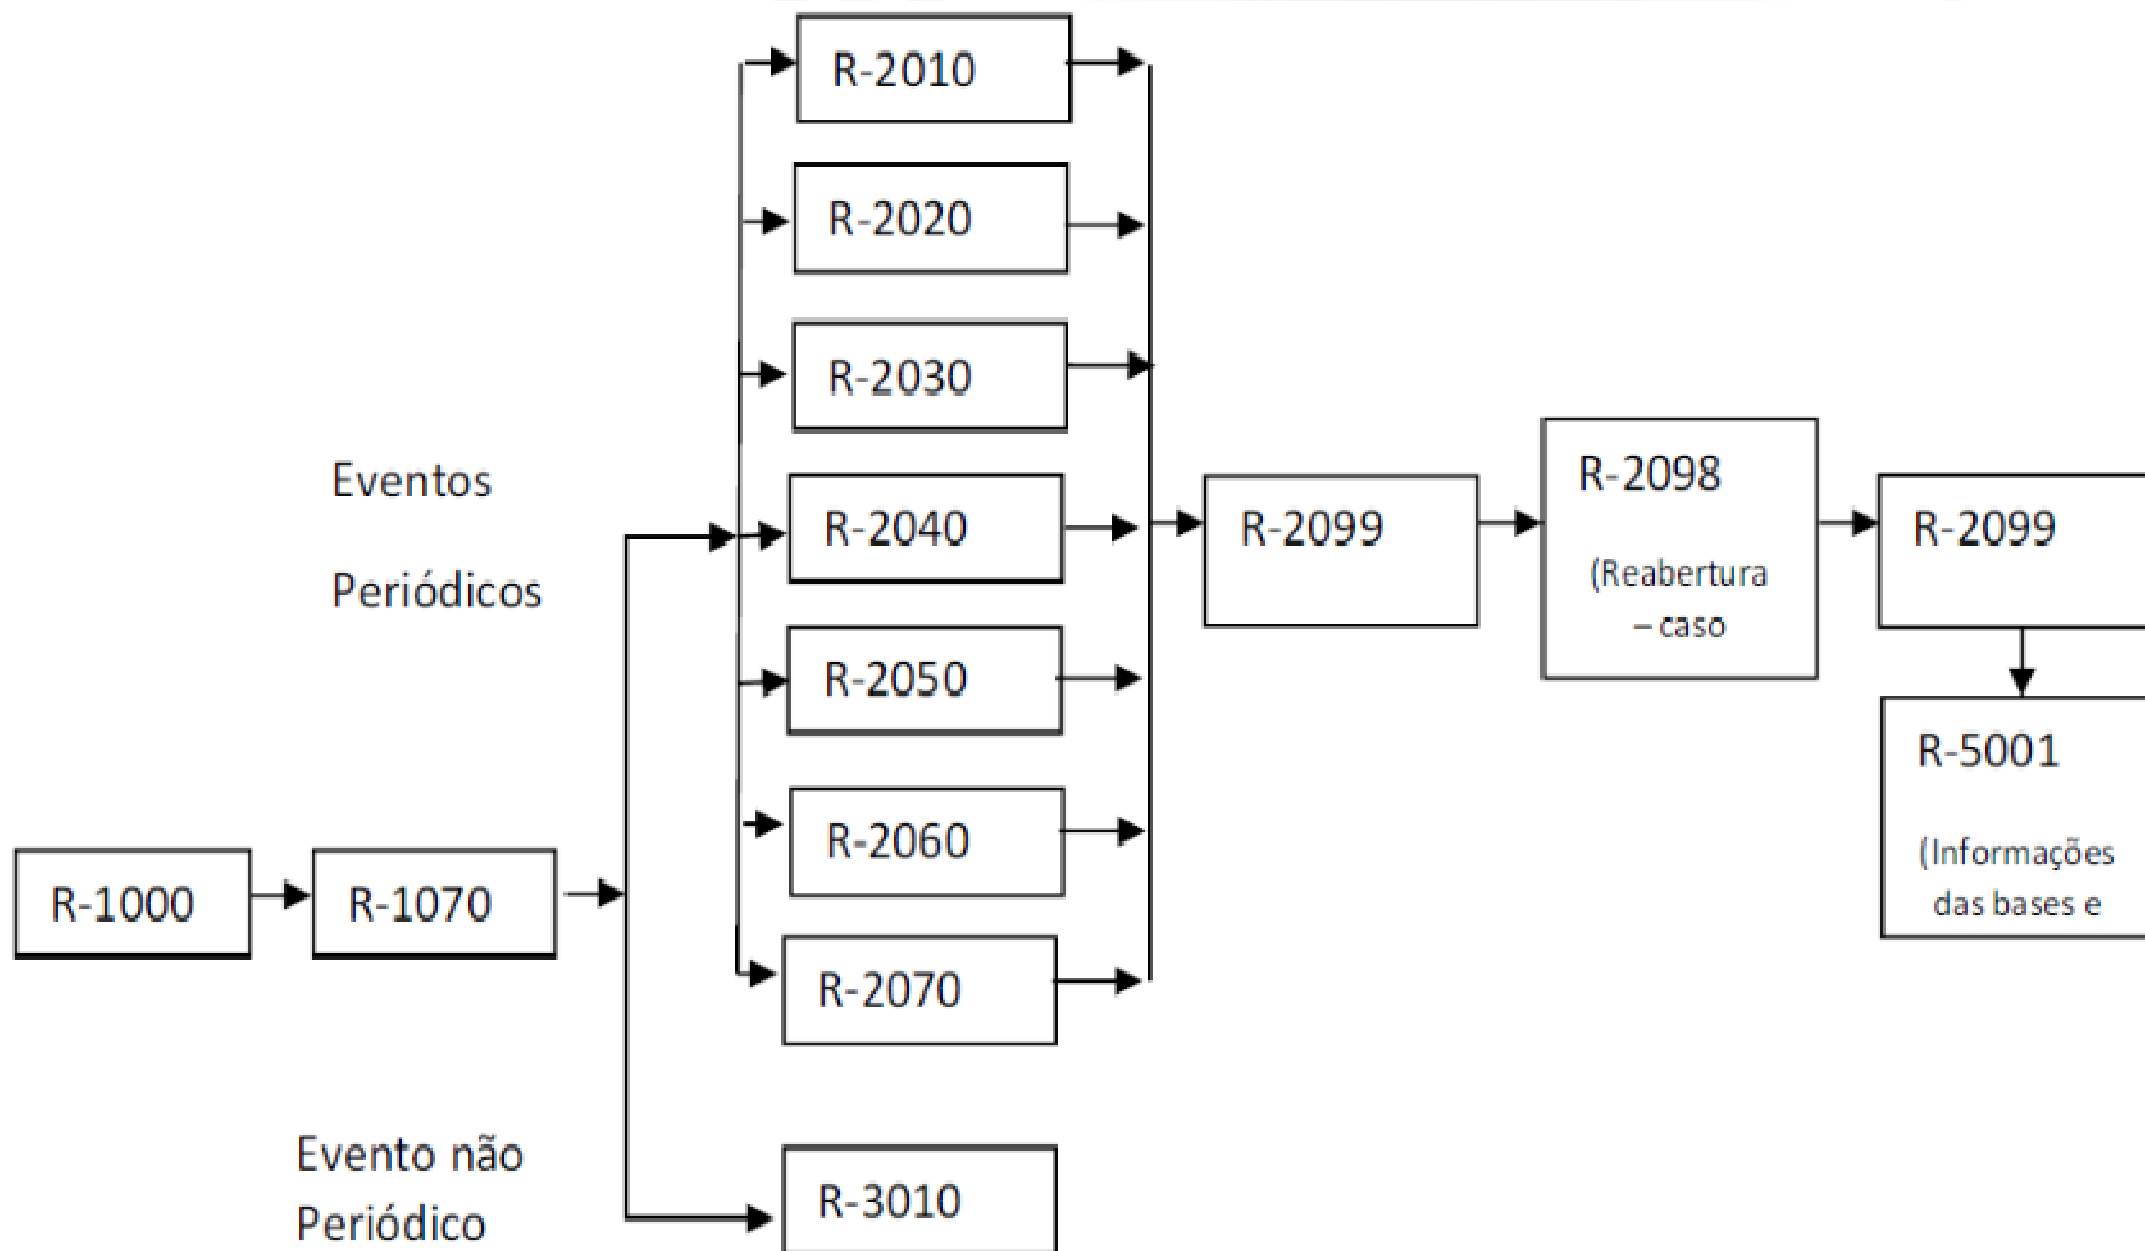 R-2010
R-2020
R-2030
Eventos
Periódicos
R-2040
R-2050
R-2060
R-2070
R-2099
R-2098
(Reabertura
– caso
R-2099
R-5001
(Informações
das bases e
R-1000
R-1070
Evento não
Periódico
R-3010